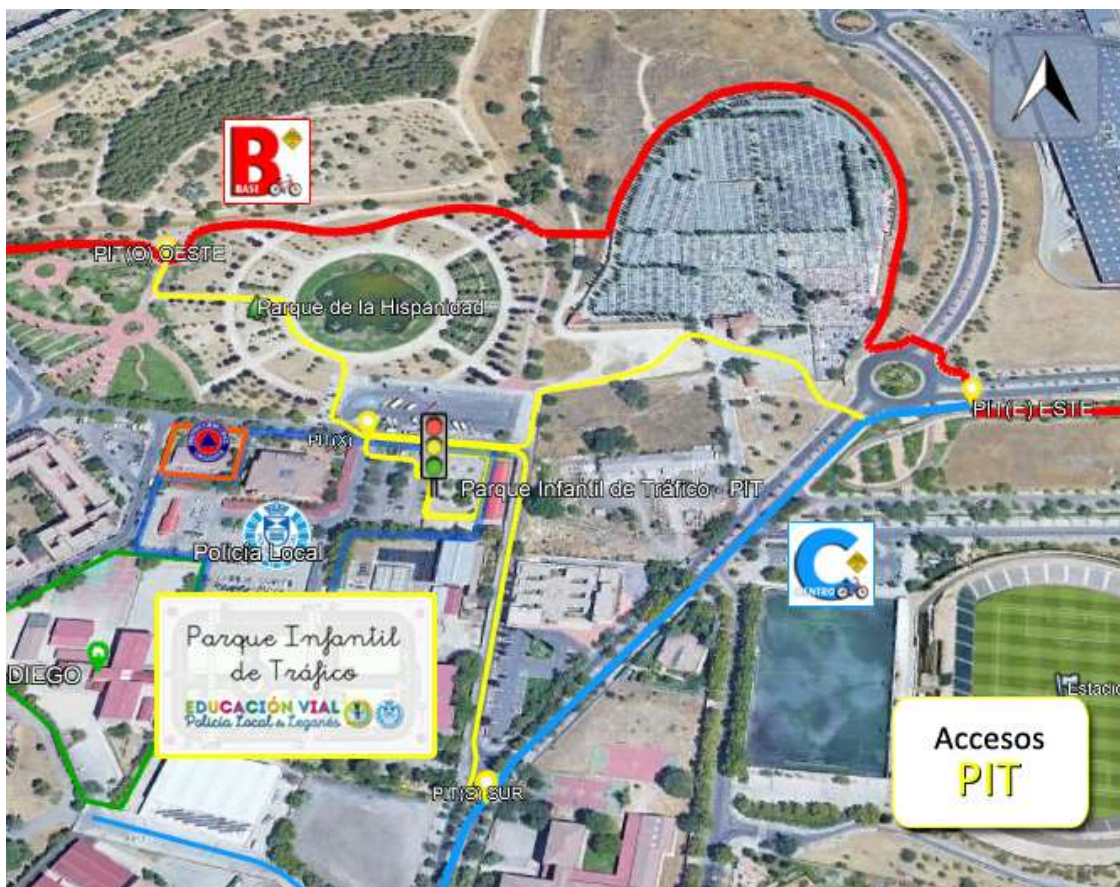 B
BASE
PIT(O) OESTE
Parque de la Hispanidad
PIT(E) ESTE
PIT(X)
Parque Infantil de Tráfico - PIT
Policía Local
C
CENTRO
Parque Infantil
de Tráfico
EDUCACIÓN VIAL
Policía Local de Leganés
DIEGO
Estacio
Accesos
PIT
PIT(S) SUR